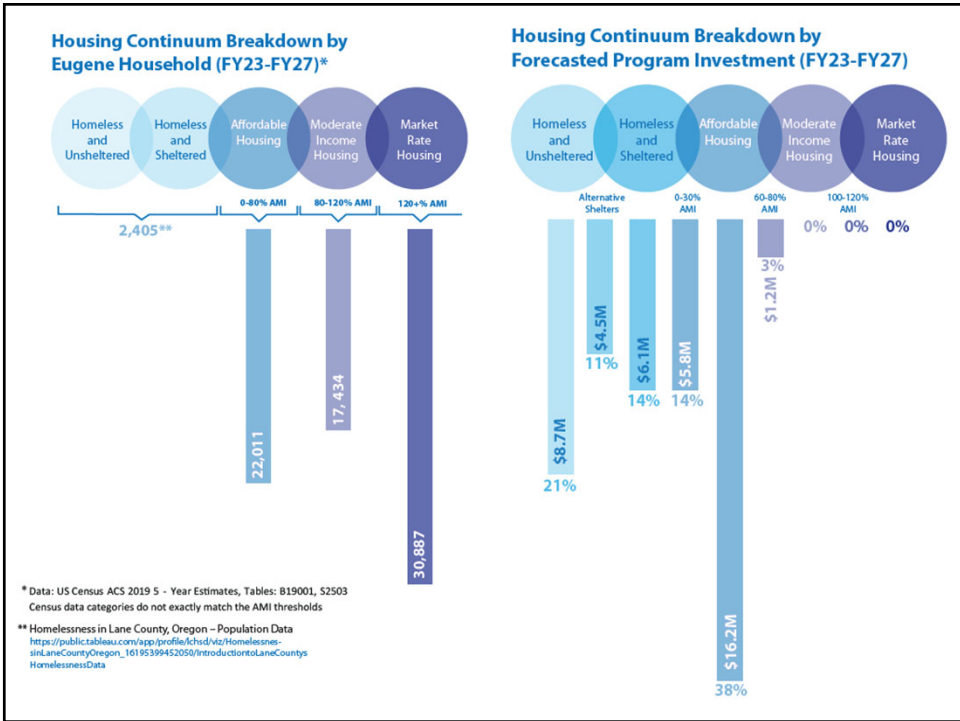 Housing Continuum Breakdown by
Eugene Household (FY23-FY27)*
Homeless
and
Unsheltered
Homeless
and
Sheltered
Affordable
Housing
Moderate
Income
Housing
Market
Rate
Housing
0-80% AMI
80-120% AMI
120+% AMI
2,405**
22,011
17, 434
30,887
* Data: US Census ACS 2019 5 - Year Estimates, Tables: B19001, S2503
Census data categories do not exactly match the AMI thresholds
** Homelessness in Lane County, Oregon – Population Data
https://public.tableau.com/app/profile/lchsd/viz/Homelessnes-
sinLaneCountyOregon_16195399452050/IntroductiontoLaneCountys
HomelessnessData
Housing Continuum Breakdown by
Forecasted Program Investment (FY23-FY27)
Homeless
and
Unsheltered
Homeless
and
Sheltered
Affordable
Housing
Moderate
Income
Housing
Market
Rate
Housing
Alternative
Shelters
0-30%
AMI
60-80%
AMI
100-120%
AMI
$8.7M
21%
$4.5M
11%
$6.1M
14%
$5.8M
14%
$16.2M
38%
3%
$1.2M
0%
0%
0%